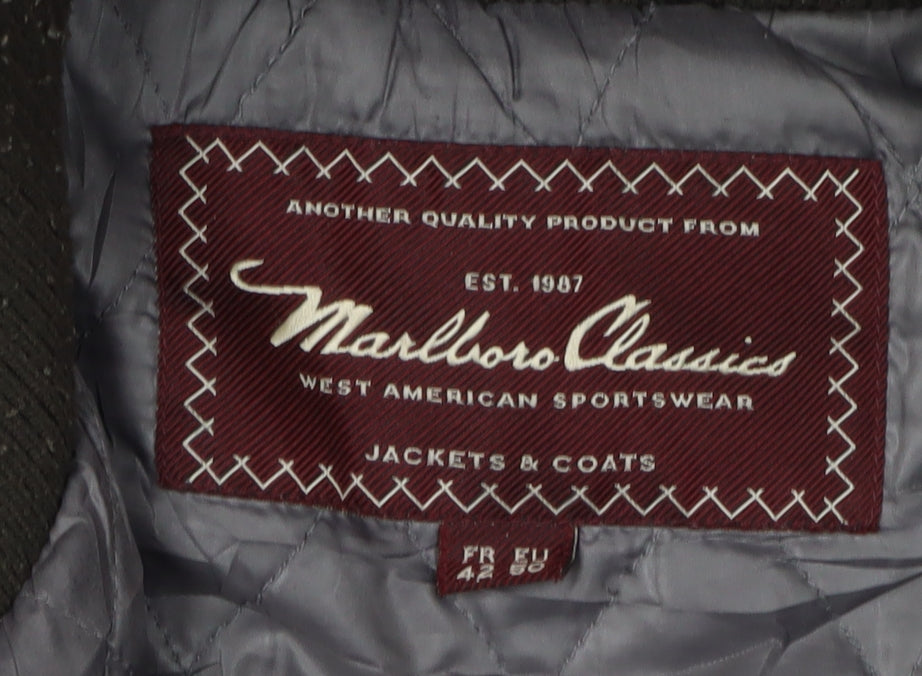 ANOTHER QUALITY PRODUCT FROM
EST. 1987
Marlboro Classics
WEST AMERICAN SPORTSWEAR
JACKETS & COATS
FR EU
42 50